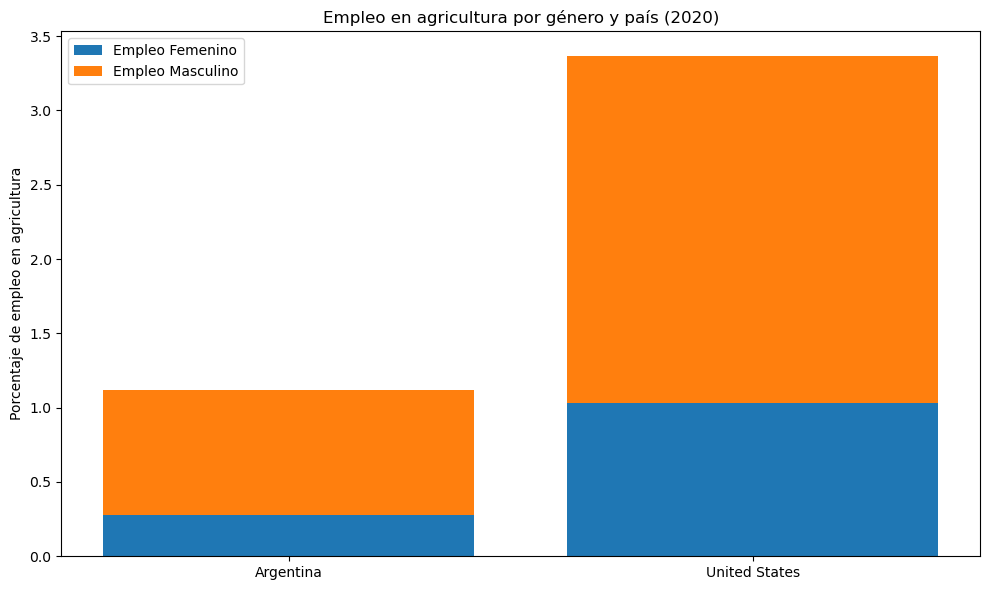 Empleo en agricultura por género y país (2020)
Empleo Femenino
Empleo Masculino
Porcentaje de empleo en agricultura
3.5
3.0
2.5
2.0
1.5
1.0
0.5
0.0
Argentina
United States